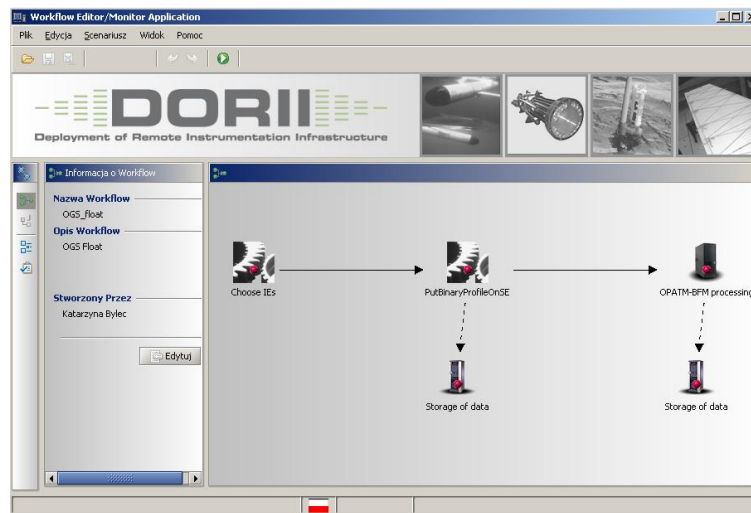 Workflow Editor/Monitor Application
Plik Edycja Scenariusz Widok Pomoc
DORII
Deployment of Remote Instrumentation Infrastructure
Informacja o Workflow
Nazwa Workflow
OGS_float
Opis Workflow
OGS Float
Stworzony Przez
Katarzyna Bylec
Edytuj
Choose IEs
PutBinaryProfileOnSE
OPATM-BFM processing
Storage of data
Storage of data